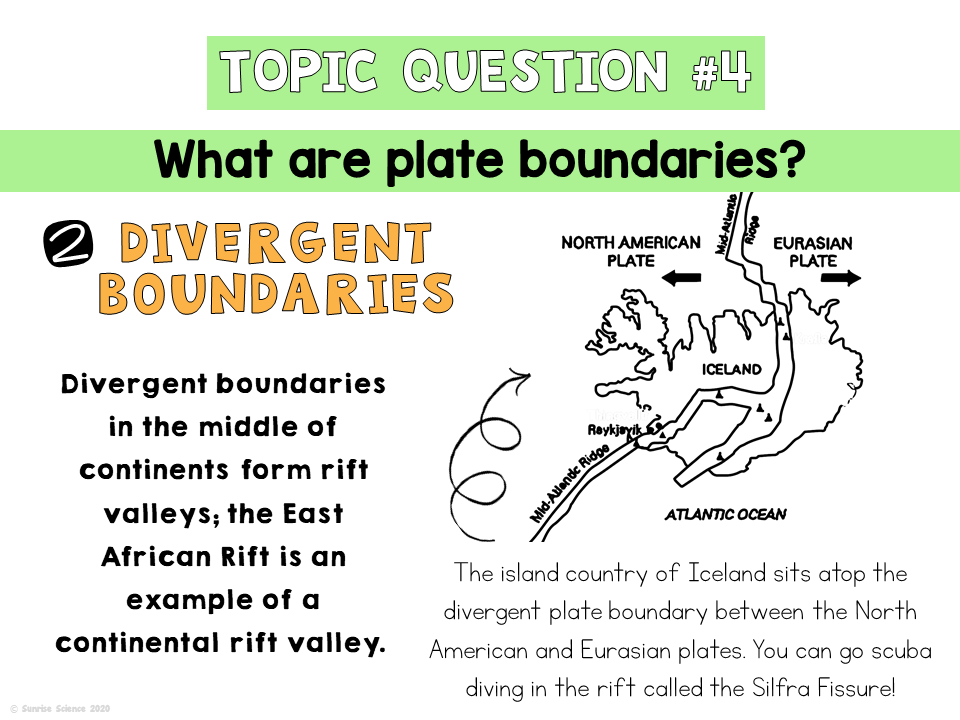 TOPIC QUESTION #4
What are plate boundaries?
2 DIVERGENT
BOUNDARIES
Divergent boundaries
in the middle of
continents form rift
valleys; the East
African Rift is an
example of a
continental rift valley.
Mid-Atlantic
Ridge
NORTH AMERICAN
PLATE
EURASIAN
PLATE
ICELAND
Reykjavik
Mid-Atlantic Ridge
ATLANTIC OCEAN
The island country of Iceland sits atop the
divergent plate boundary between the North
American and Eurasian plates. You can go scuba
diving in the rift called the Silfra Fissure!
© Sunrise Science 2020